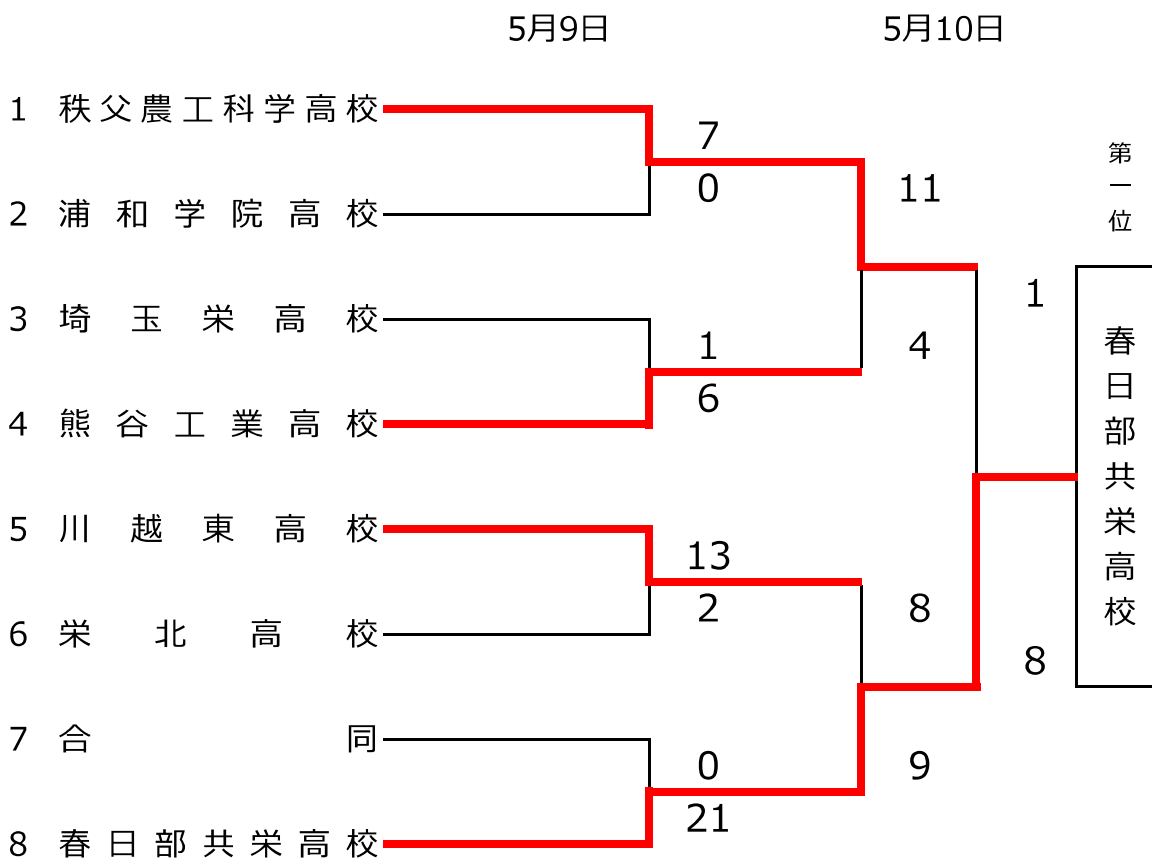 5月9日
5月10日
1 秩父農工科学高校
7
0
2 浦和学院高校
11
第一位
3 埼玉栄高校
1
6
4 熊谷工業高校
4
1
春日部共栄高校
5 川越東高校
13
2
6 栄北高校
8
8
7 合同
0
21
9
8 春日部共栄高校